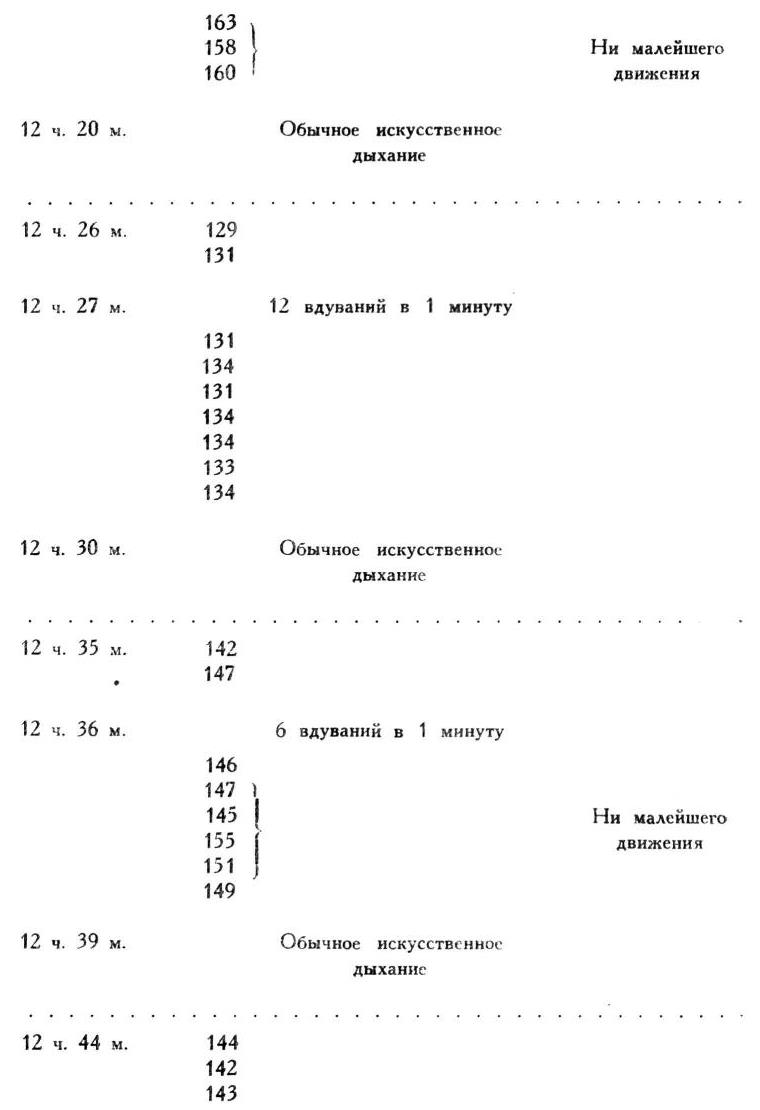 163
158 Ни малейшего
160 движения
12 ч. 20 м. Обычное искусственное
дыхание
. . . . . . . . . . . . . . . . . . . . . . . . . . . . . . . . . . . . .
12 ч. 26 м. 129
131
12 ч. 27 м. 12 вдуваний в 1 минуту
131
134
131
134
134
133
134
12 ч. 30 м. Обычное искусственное
дыхание
. . . . . . . . . . . . . . . . . . . . . . . . . . . . . . . . . . . . .
12 ч. 35 м. 142
147
12 ч. 36 м. 6 вдуваний в 1 минуту
146
147
145 Ни малейшего
155 движения
151
149
12 ч. 39 м. Обычное искусственное
дыхание
. . . . . . . . . . . . . . . . . . . . . . . . . . . . . . . . . . . . .
12 ч. 44 м. 144
142
143